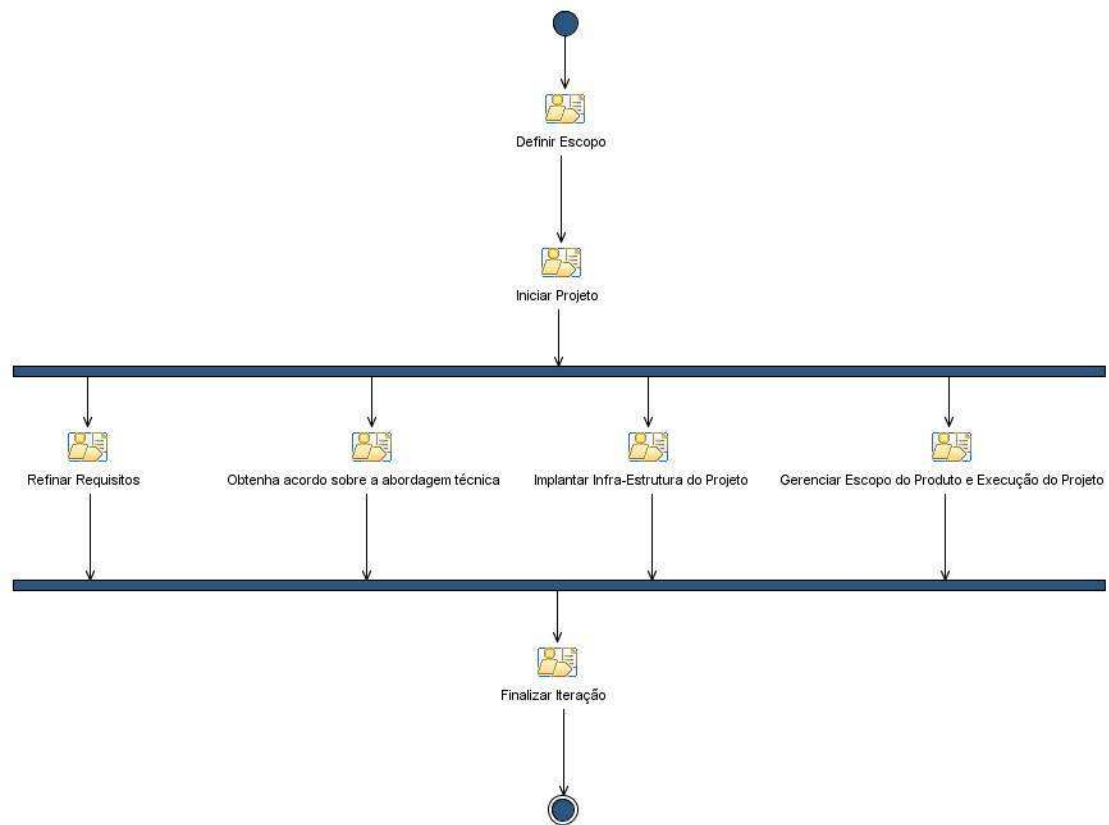 Definir Escopo
Iniciar Projeto
Refinar Requisitos
Obtenha acordo sobre a abordagem técnica
Implantar Infra-Estrutura do Projeto
Gerenciar Escopo do Produto e Execução do Projeto
Finalizar Iteração